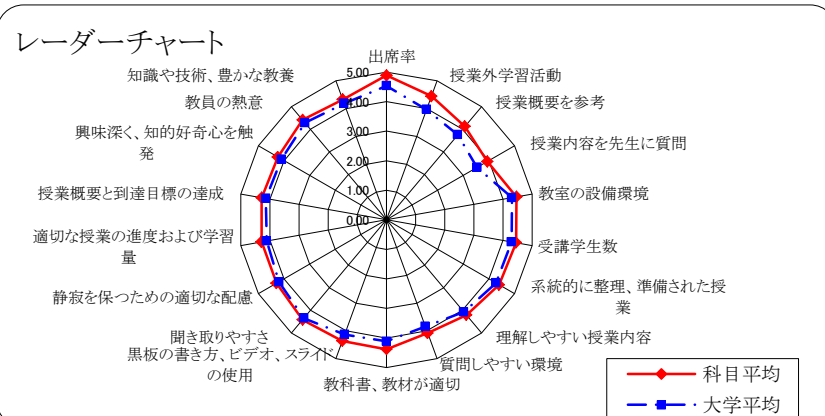 レーダーチャート
出席率
授業外学習活動
授業概要を参考
授業内容を先生に質問
教室の設備環境
受講学生数
系統的に整理、準備された授
業
理解しやすい授業内容
質問しやすい環境
教科書、教材が適切
黒板の書き方、ビデオ、スライド
の使用
聞き取りやすさ
静寂を保つための適切な配慮
適切な授業の進度および学習
量
授業概要と到達目標の達成
興味深く、知的好奇心を触
発
教員の熱意
知識や技術、豊かな教養
5.00
4.00
3.00
2.00
1.00
0.00
科目平均
大学平均